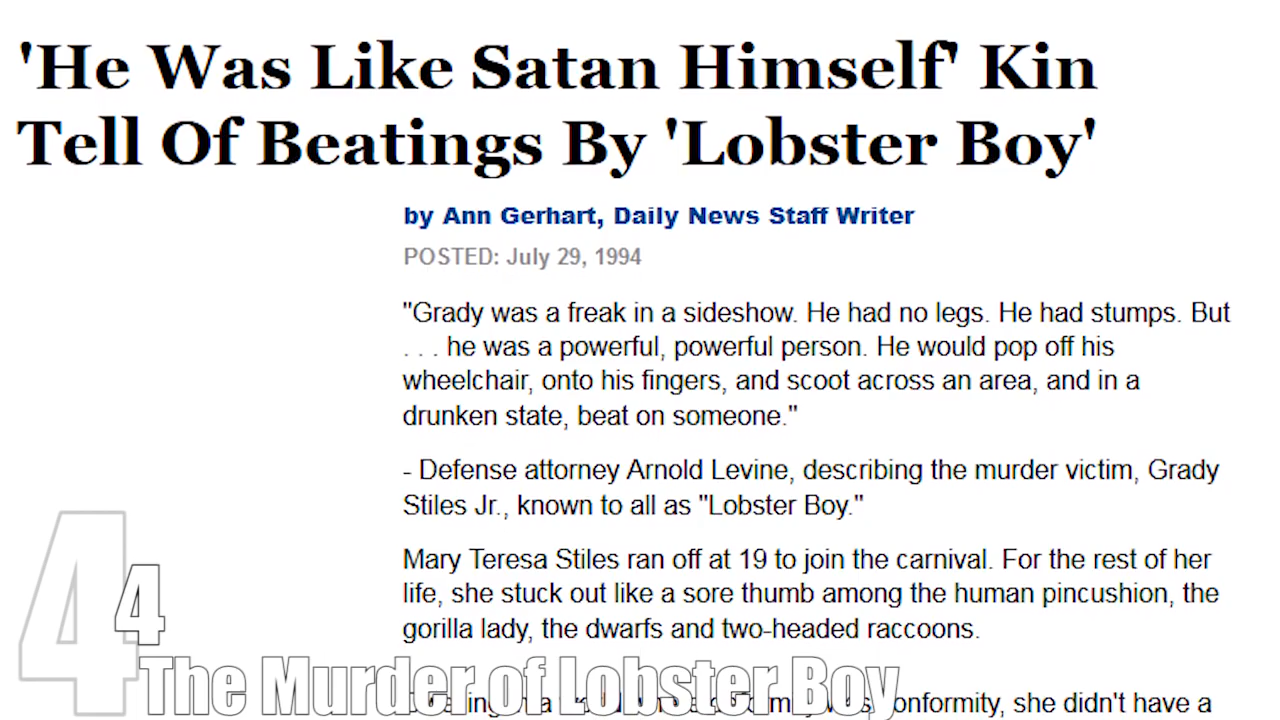 'He Was Like Satan Himself' Kin
Tell Of Beatings By 'Lobster Boy'
by Ann Gerhart, Daily News Staff Writer
POSTED: July 29, 1994
"Grady was a freak in a sideshow. He had no legs. He had stumps. But
. . . he was a powerful, powerful person. He would pop off his
wheelchair, onto his fingers, and scoot across an area, and in a
drunken state, beat on someone."
- Defense attorney Arnold Levine, describing the murder victim, Grady
Stiles Jr., known to all as "Lobster Boy."
Mary Teresa Stiles ran off at 19 to join the carnival. For the rest of her
life, she stuck out like a sore thumb among the human pincushion, the
gorilla lady, the dwarfs and two-headed raccoons.
she didn't have a
4
4
The Murder of Lobster Boy